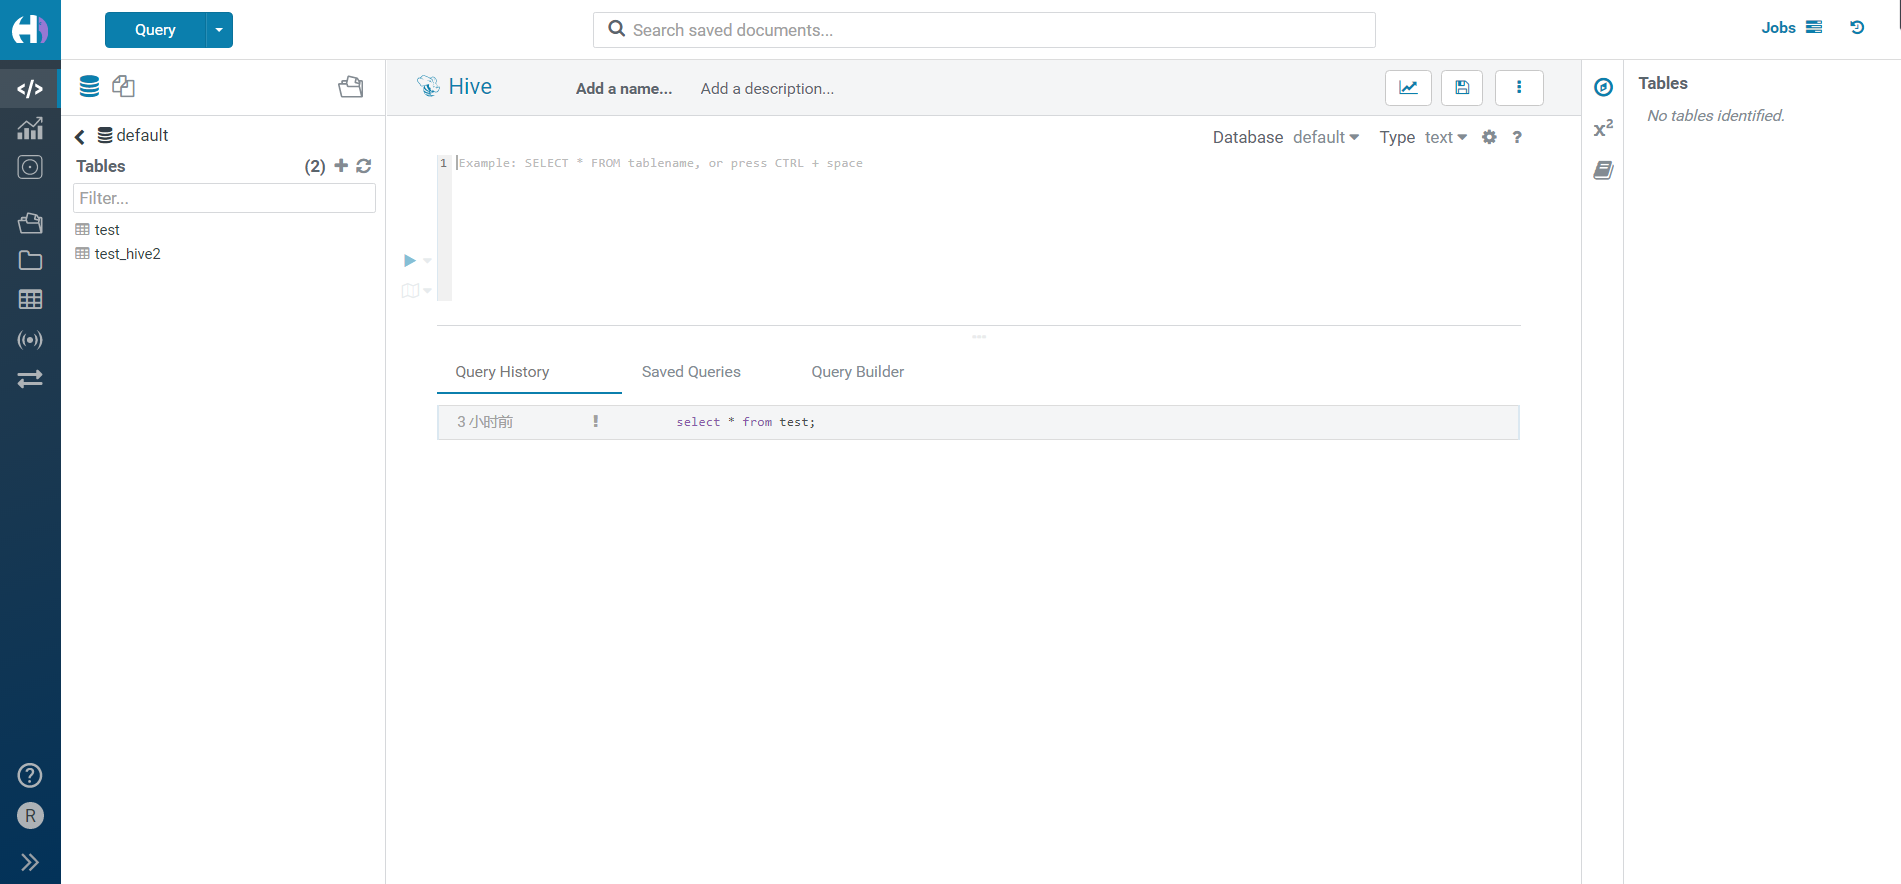 Query
Search saved documents...
Jobs
Hive
Add a name...
Add a description...
Tables
No tables identified.
default
Tables (2)
Filter...
test
test_hive2
Database default Type text ?
1 Example: SELECT * FROM tablename, or press CTRL + space
x²
Query History
Saved Queries
Query Builder
3 小时前 ! select * from test;
?
R